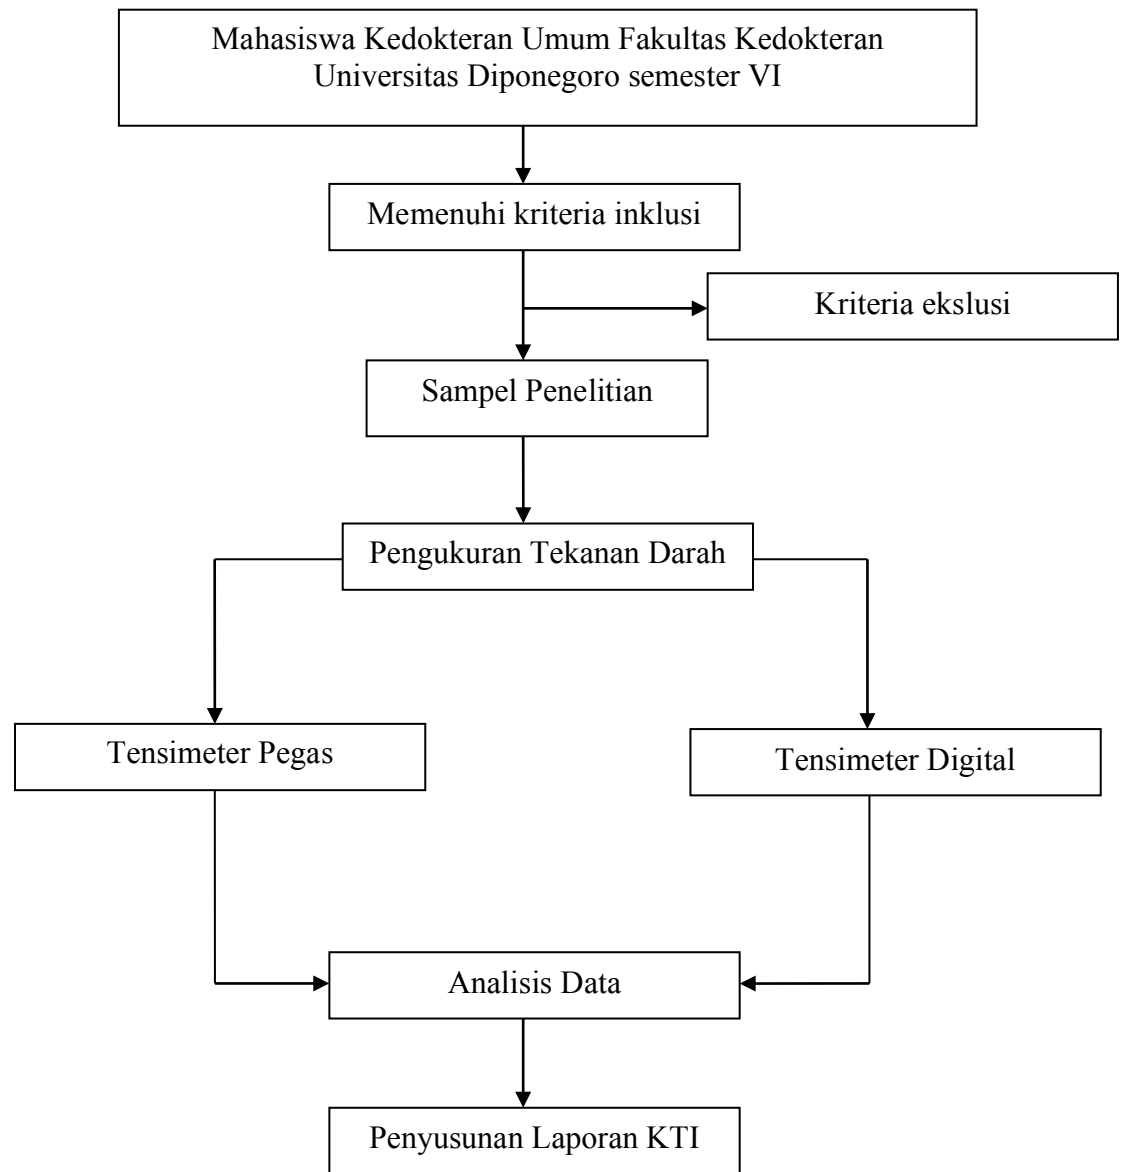 Mahasiswa Kedokteran Umum Fakultas Kedokteran
Universitas Diponegoro semester VI
Memenuhi kriteria inklusi
Kriteria ekslusi
Sampel Penelitian
Pengukuran Tekanan Darah
Tensimeter Pegas
Tensimeter Digital
Analisis Data
Penyusunan Laporan KTI